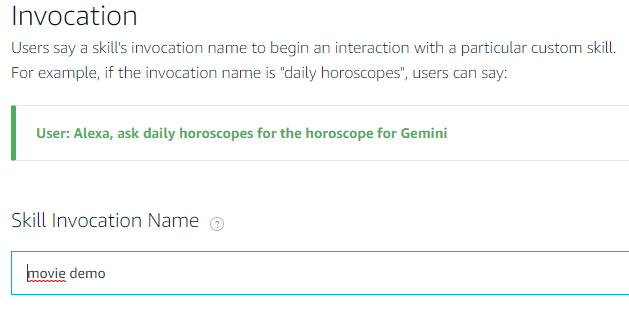 Invocation
Users say a skill's invocation name to begin an interaction with a particular custom skill.
For example, if the invocation name is "daily horoscopes", users can say:
User: Alexa, ask daily horoscopes for the horoscope for Gemini
Skill Invocation Name ?
movie demo